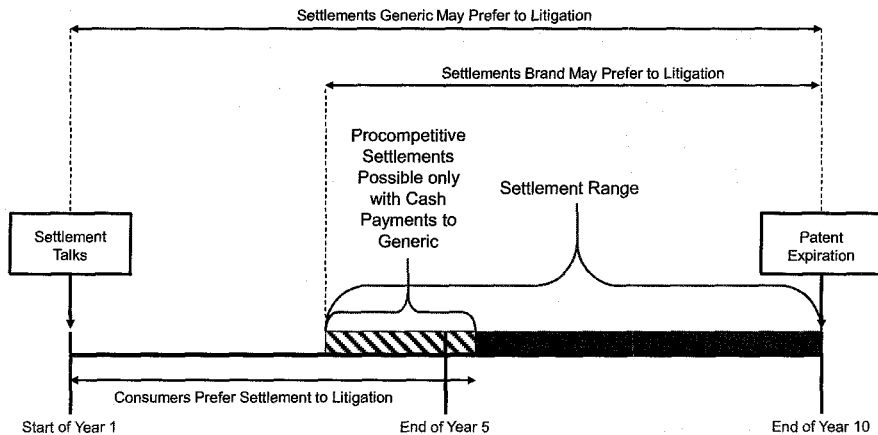 Settlements Generic May Prefer to Litigation
Settlements Brand May Prefer to Litigation
Procompetitive
Settlements
Possible only
with Cash
Payments to
Generic
Settlement Range
Settlement
Talks
Patent
Expiration
Consumers Prefer Settlement to Litigation
Start of Year 1
End of Year 5
End of Year 10